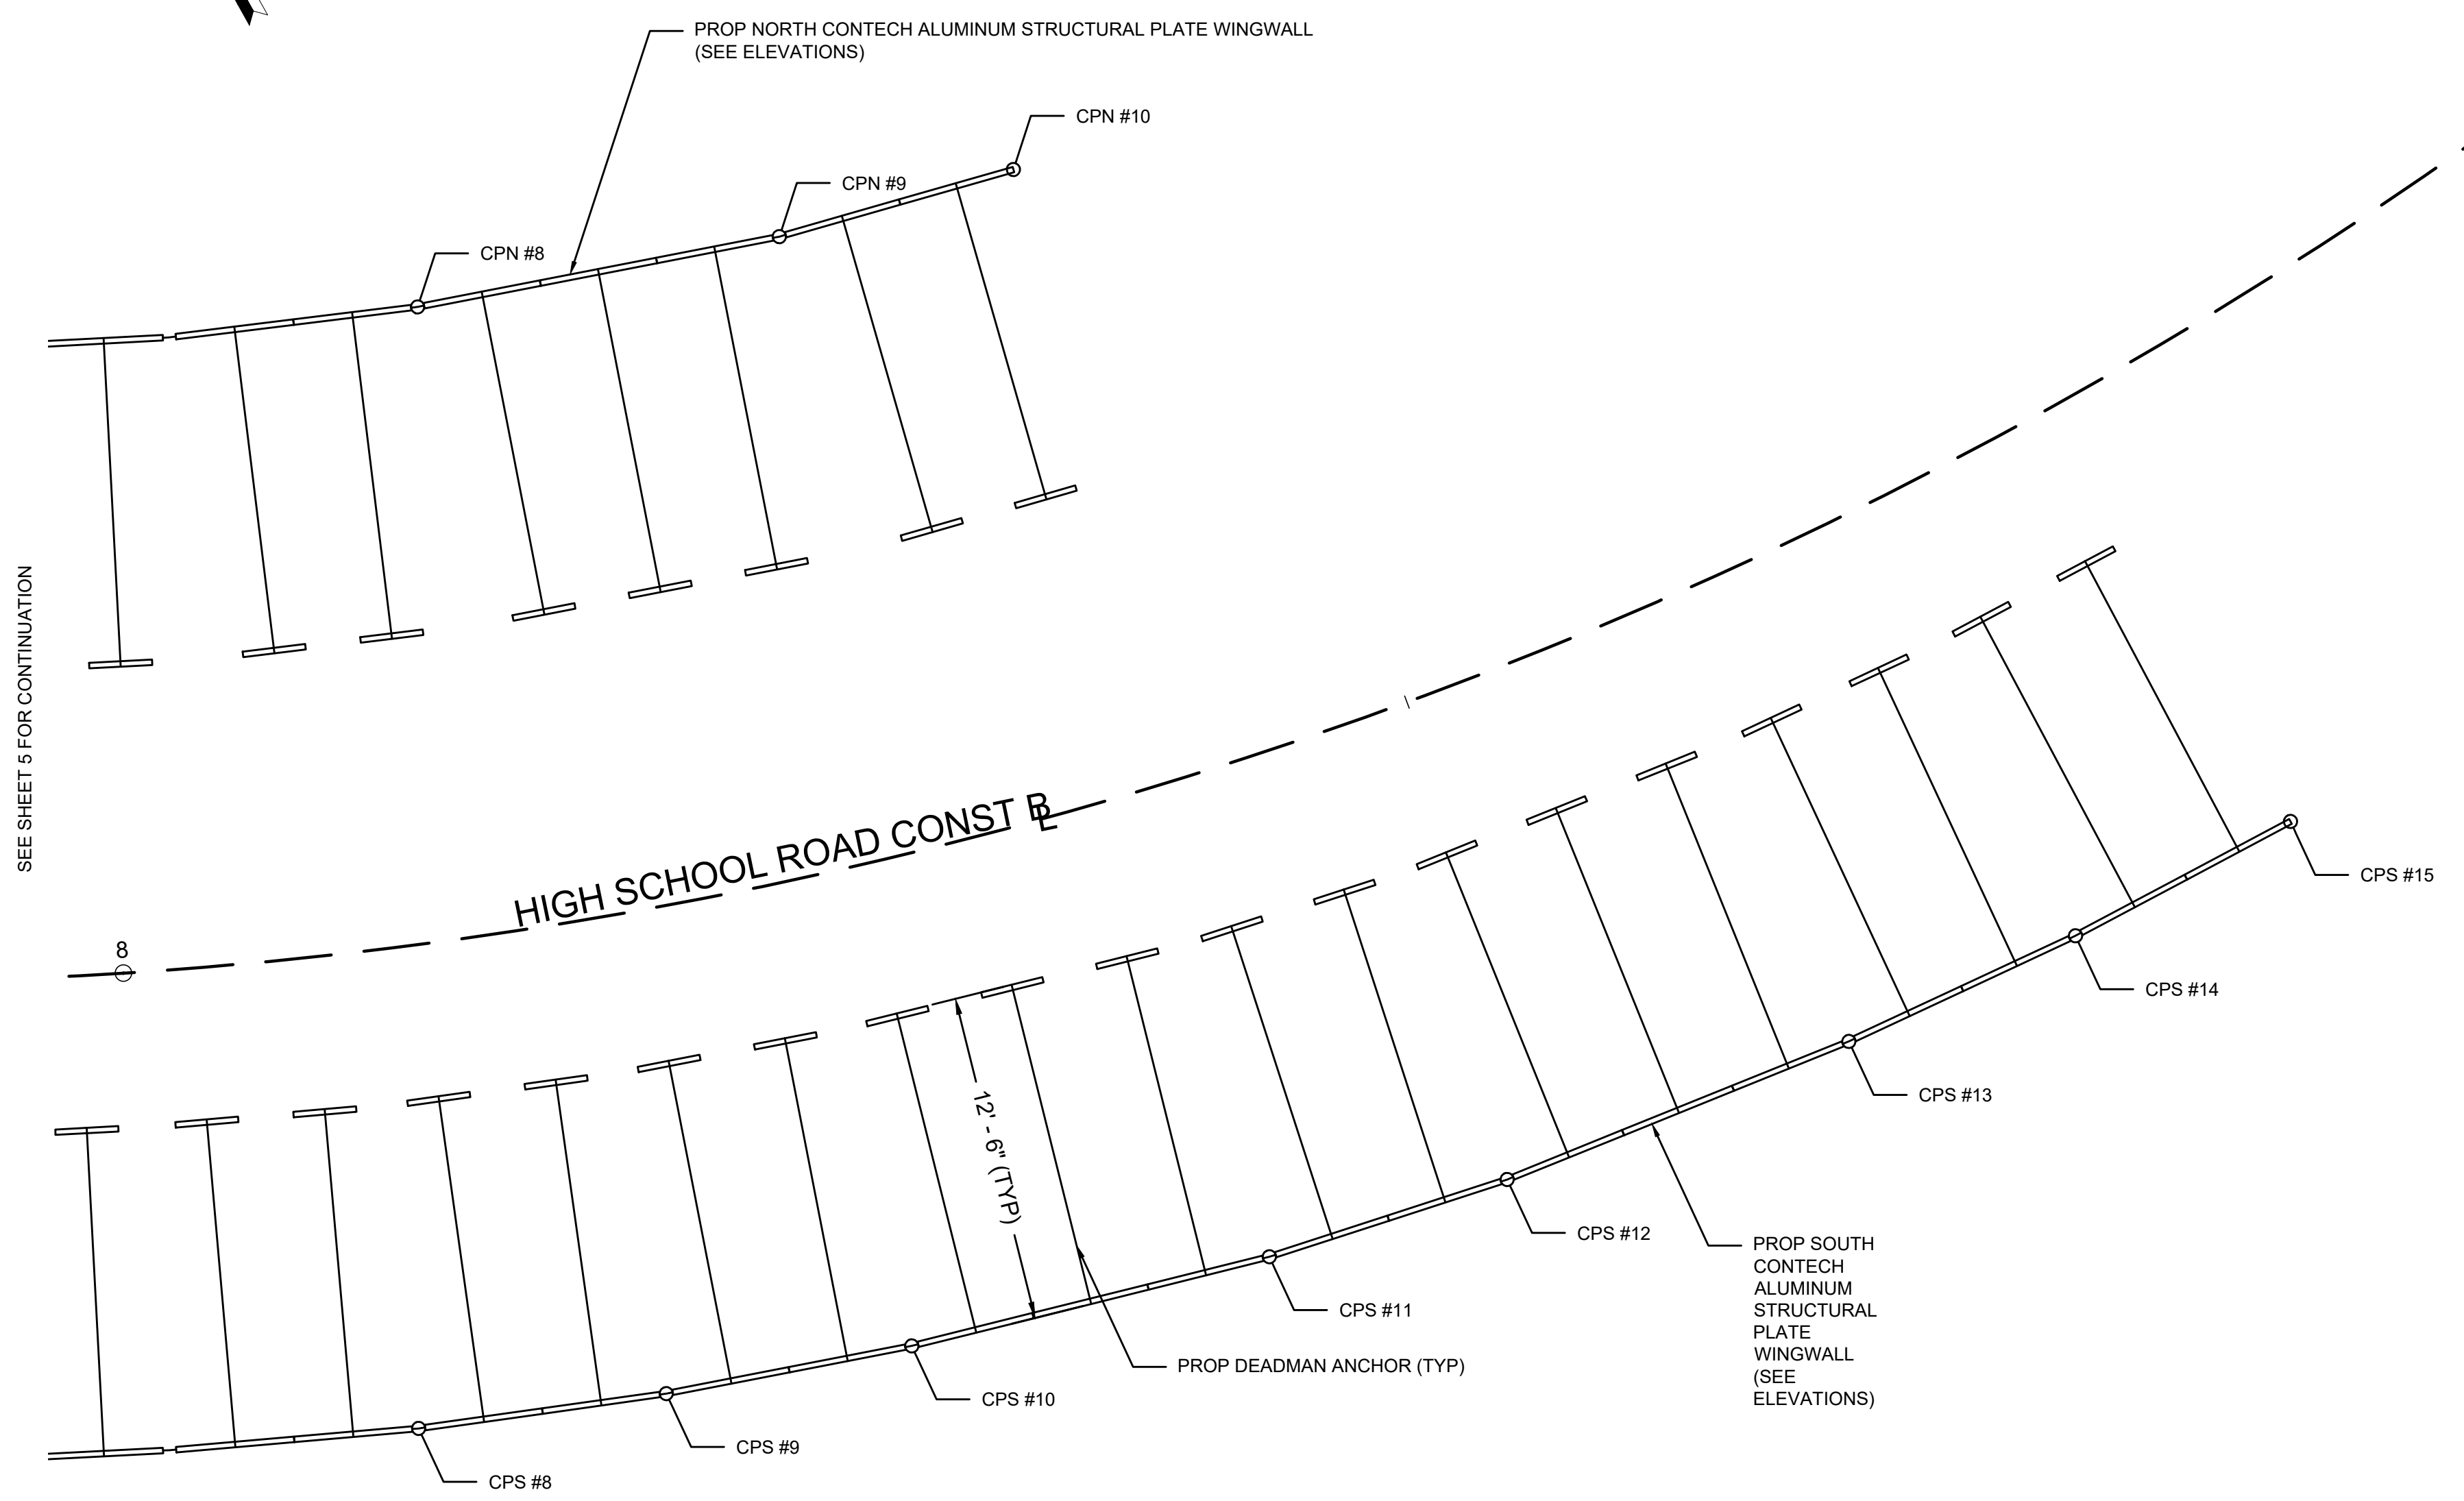 PROP NORTH CONTECH ALUMINUM STRUCTURAL PLATE WINGWALL
(SEE ELEVATIONS)
CPN #10
CPN #9
CPN #8
SEE SHEET 5 FOR CONTINUATION
HIGH SCHOOL ROAD CONST BL
8
12' - 6" (TYP)
CPS #15
CPS #14
CPS #13
CPS #12
PROP SOUTH
CONTECH
ALUMINUM
STRUCTURAL
PLATE
WINGWALL
(SEE
ELEVATIONS)
CPS #11
PROP DEADMAN ANCHOR (TYP)
CPS #10
CPS #9
CPS #8